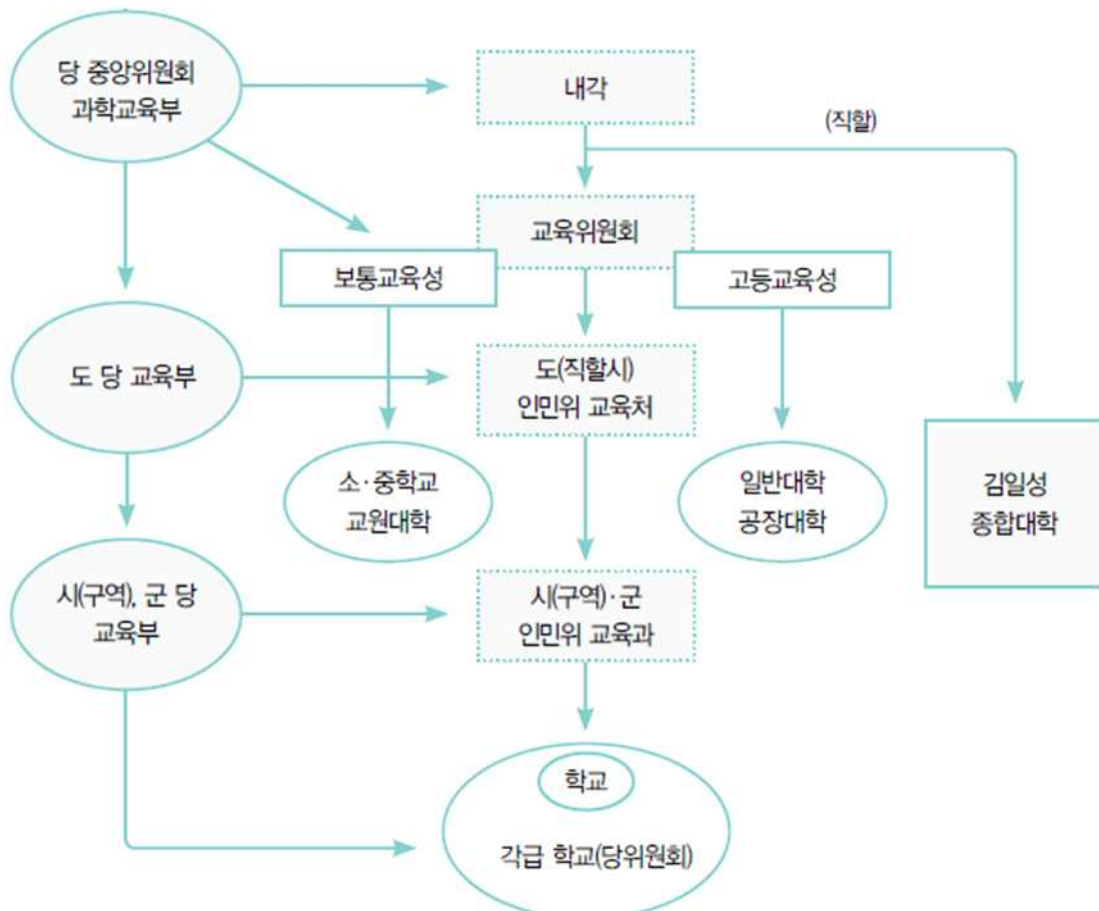 당 중앙위원회
과학교육부
내각
(직할)
교육위원회
보통교육성
고등교육성
도 당 교육부
도(직할시)
인민위 교육처
소·중학교
교원대학
일반대학
공장대학
김일성
종합대학
시(구역), 군 당
교육부
시(구역)·군
인민위 교육과
학교
각급 학교(당위원회)